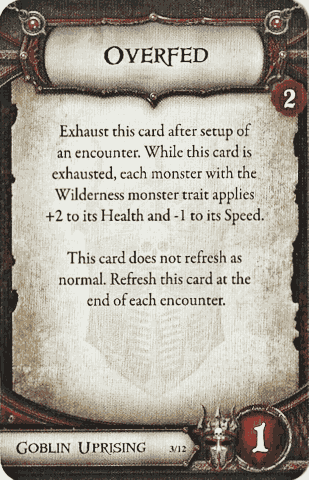 OVERFED
2
Exhaust this card after setup of
an encounter. While this card is
exhausted, each monster with the
Wilderness monster trait applies
+2 to its Health and -1 to its Speed.
This card does not refresh as
normal. Refresh this card at the
end of each encounter.
GOBLIN UPRISING 3/12 1